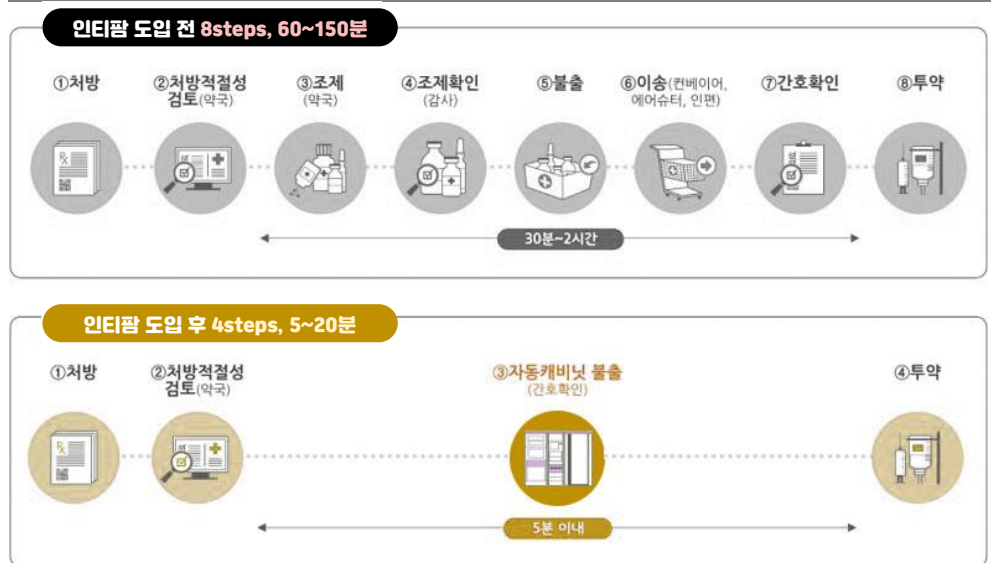 인티팜 도입 전 8steps, 60~150분
①처방
②처방적절성
검토(약국)
③조제
(약국)
④조제확인
(감사)
⑤불출
⑥이송(컨베이어,
에어슈터, 인편)
⑦간호확인
⑧투약
30분~2시간
인티팜 도입 후 4steps, 5~20분
①처방
②처방적절성
검토(약국)
③자동캐비닛 불출
(간호확인)
④투약
5분 이내